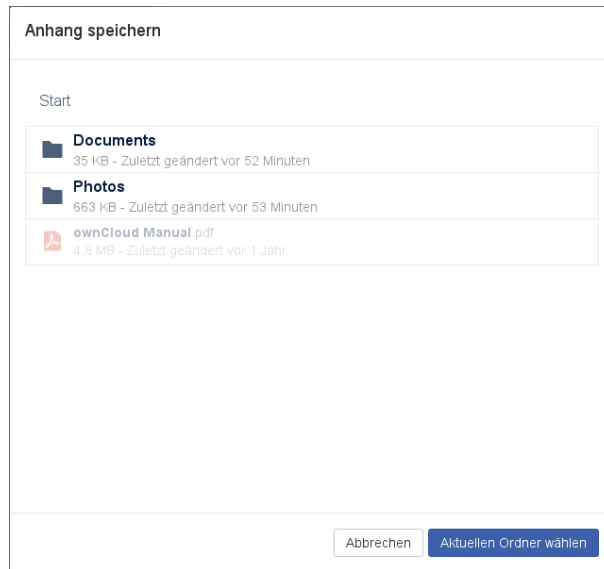 Anhang speichern
Start
Documents
35 KB - Zuletzt geändert vor 52 Minuten
Photos
663 KB - Zuletzt geändert vor 53 Minuten
ownCloud Manual.pdf
4.8 MB - Zuletzt geändert vor 1 Jahr
Abbrechen
Aktuellen Ordner wählen